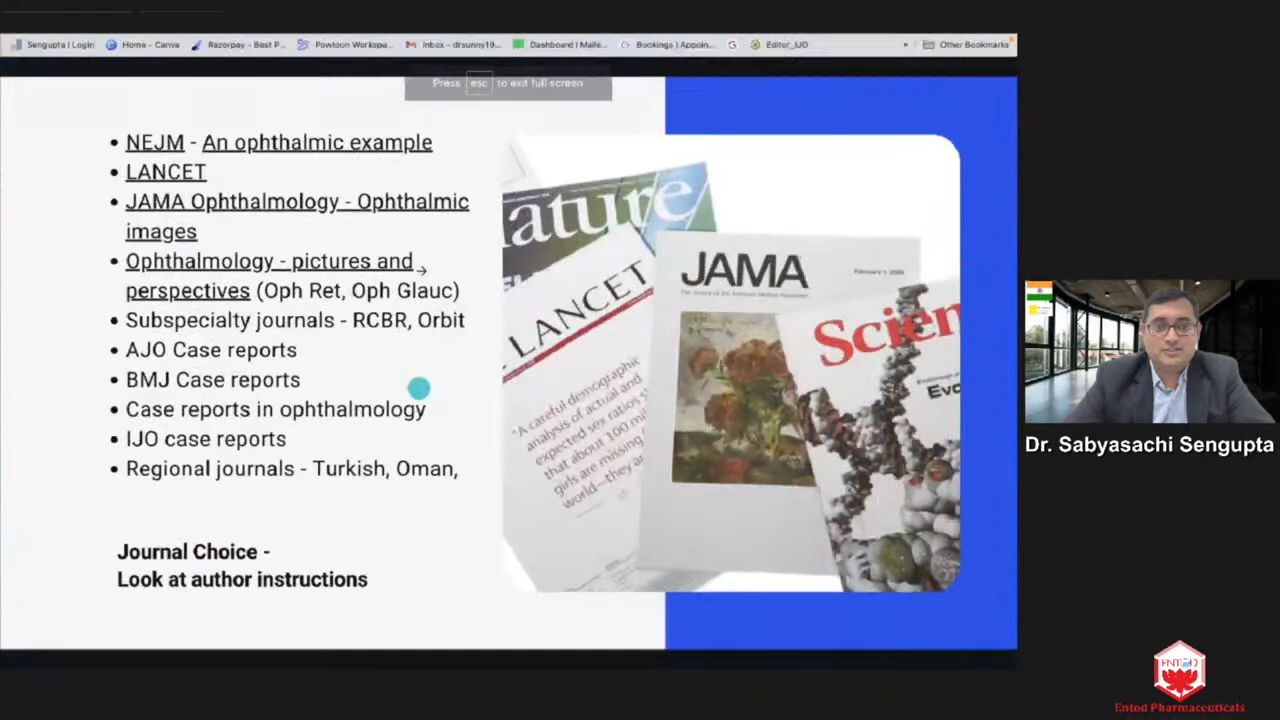 Sengupta | Login
Home - Canva
Razorpay - Best P...
Powtoon Workspa...
Inbox - drsunny19...
Dashboard | Maile...
Bookings | Appoin...
Editor_IJO
»
Other Bookmarks
Press esc to exit full screen
• NEJM - An ophthalmic example
• LANCET
• JAMA Ophthalmology - Ophthalmic
images
• Ophthalmology - pictures and
perspectives (Oph Ret, Oph Glauc)
• Subspecialty journals - RCBR, Orbit
• AJO Case reports
• BMJ Case reports
• Case reports in ophthalmology
• IJO case reports
• Regional journals - Turkish, Oman,
Journal Choice -
Look at author instructions
nature
LANCET
"A careful demographic
analysis of actual and
expected sex ratios
that about 100 mil
girls are missing
world—they ar
JAMA
Scien
Evo
Dr. Sabyasachi Sengupta
ENTOD
Entod Pharmaceuticals